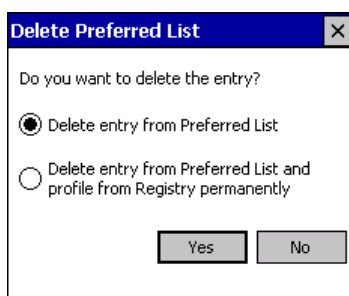 Delete Preferred List
Do you want to delete the entry?
Delete entry from Preferred List
Delete entry from Preferred List and
profile from Registry permanently
Yes No